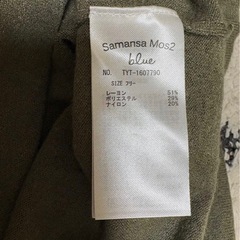 Samansa Mos2
blue
NO. TYT-1607790
SIZE フリー
レーヨン 51%
ポリエステル 29%
ナイロン 20%